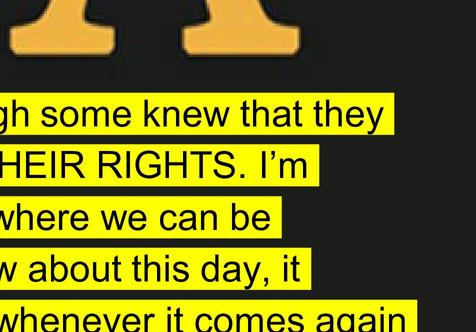 gh some knew that they
HEIR RIGHTS. I'm
where we can be
w about this day, it
whenever it comes again